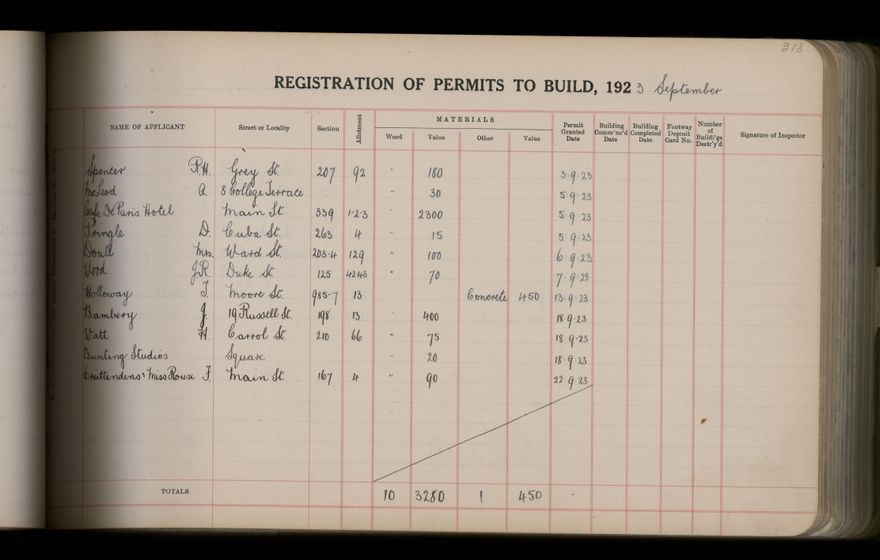 218
REGISTRATION OF PERMITS TO BUILD, 1923 September
NAME OF APPLICANT Street or Locality Section Allotment MATERIALS Wood Value Other Value Permit Granted Date Building Comm'nc'd Date Building Completed Date Footway Deposit Card No. Number of Buildi'gs Destr'y'd Signature of Inspector
Spencer P.H. Grey St. 207 92 " 180 3.9.23
McLeod A. 8 College Terrace " 30 5.9.23
Cafe De Paris Hotel Main St. 339 1-2-3 " 2300 5.9.23
Pringle D. Cuba St. 263 4 " 15 5.9.23
Doull Mrs. Ward St. 203-4 129 " 100 6.9.23
J.R. Duke St. 125 4243 " 70 7.9.23
Holloway T. Moore St. 985-7 13 Concrete 450 13.9.23
Bambery J. 19 Russell St. 198 13 " 400 18.9.23
Watt H. Carrol St. 210 66 " 75 18.9.23
Bunting Studios Square " 20 18.9.23
Miss Rouse F. Main St. 167 4 " 90 22.9.23
TOTALS 10 3280 1 450